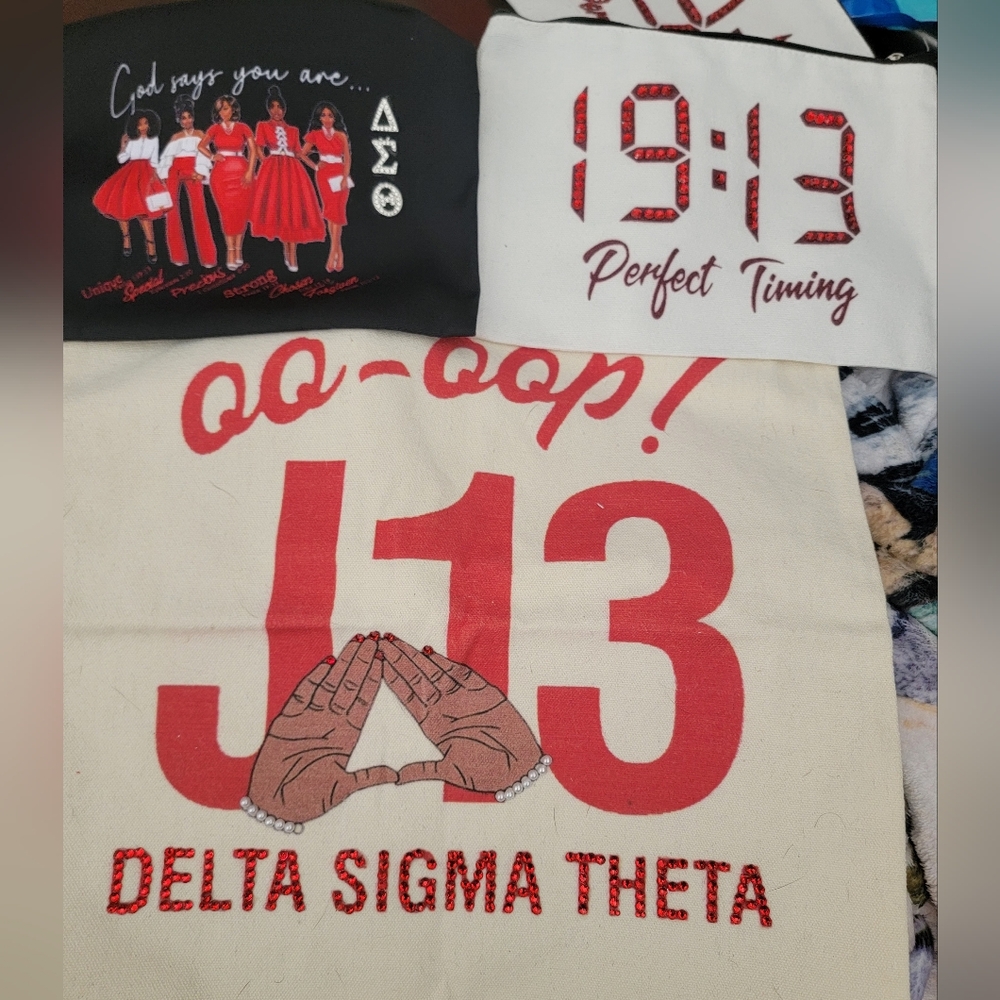 God says you are...
Δ
Σ
Θ
Unique Special Precious Strong Chosen Forgiven
19:13
Perfect Timing
OO-OOP!
J13
DELTA SIGMA THETA